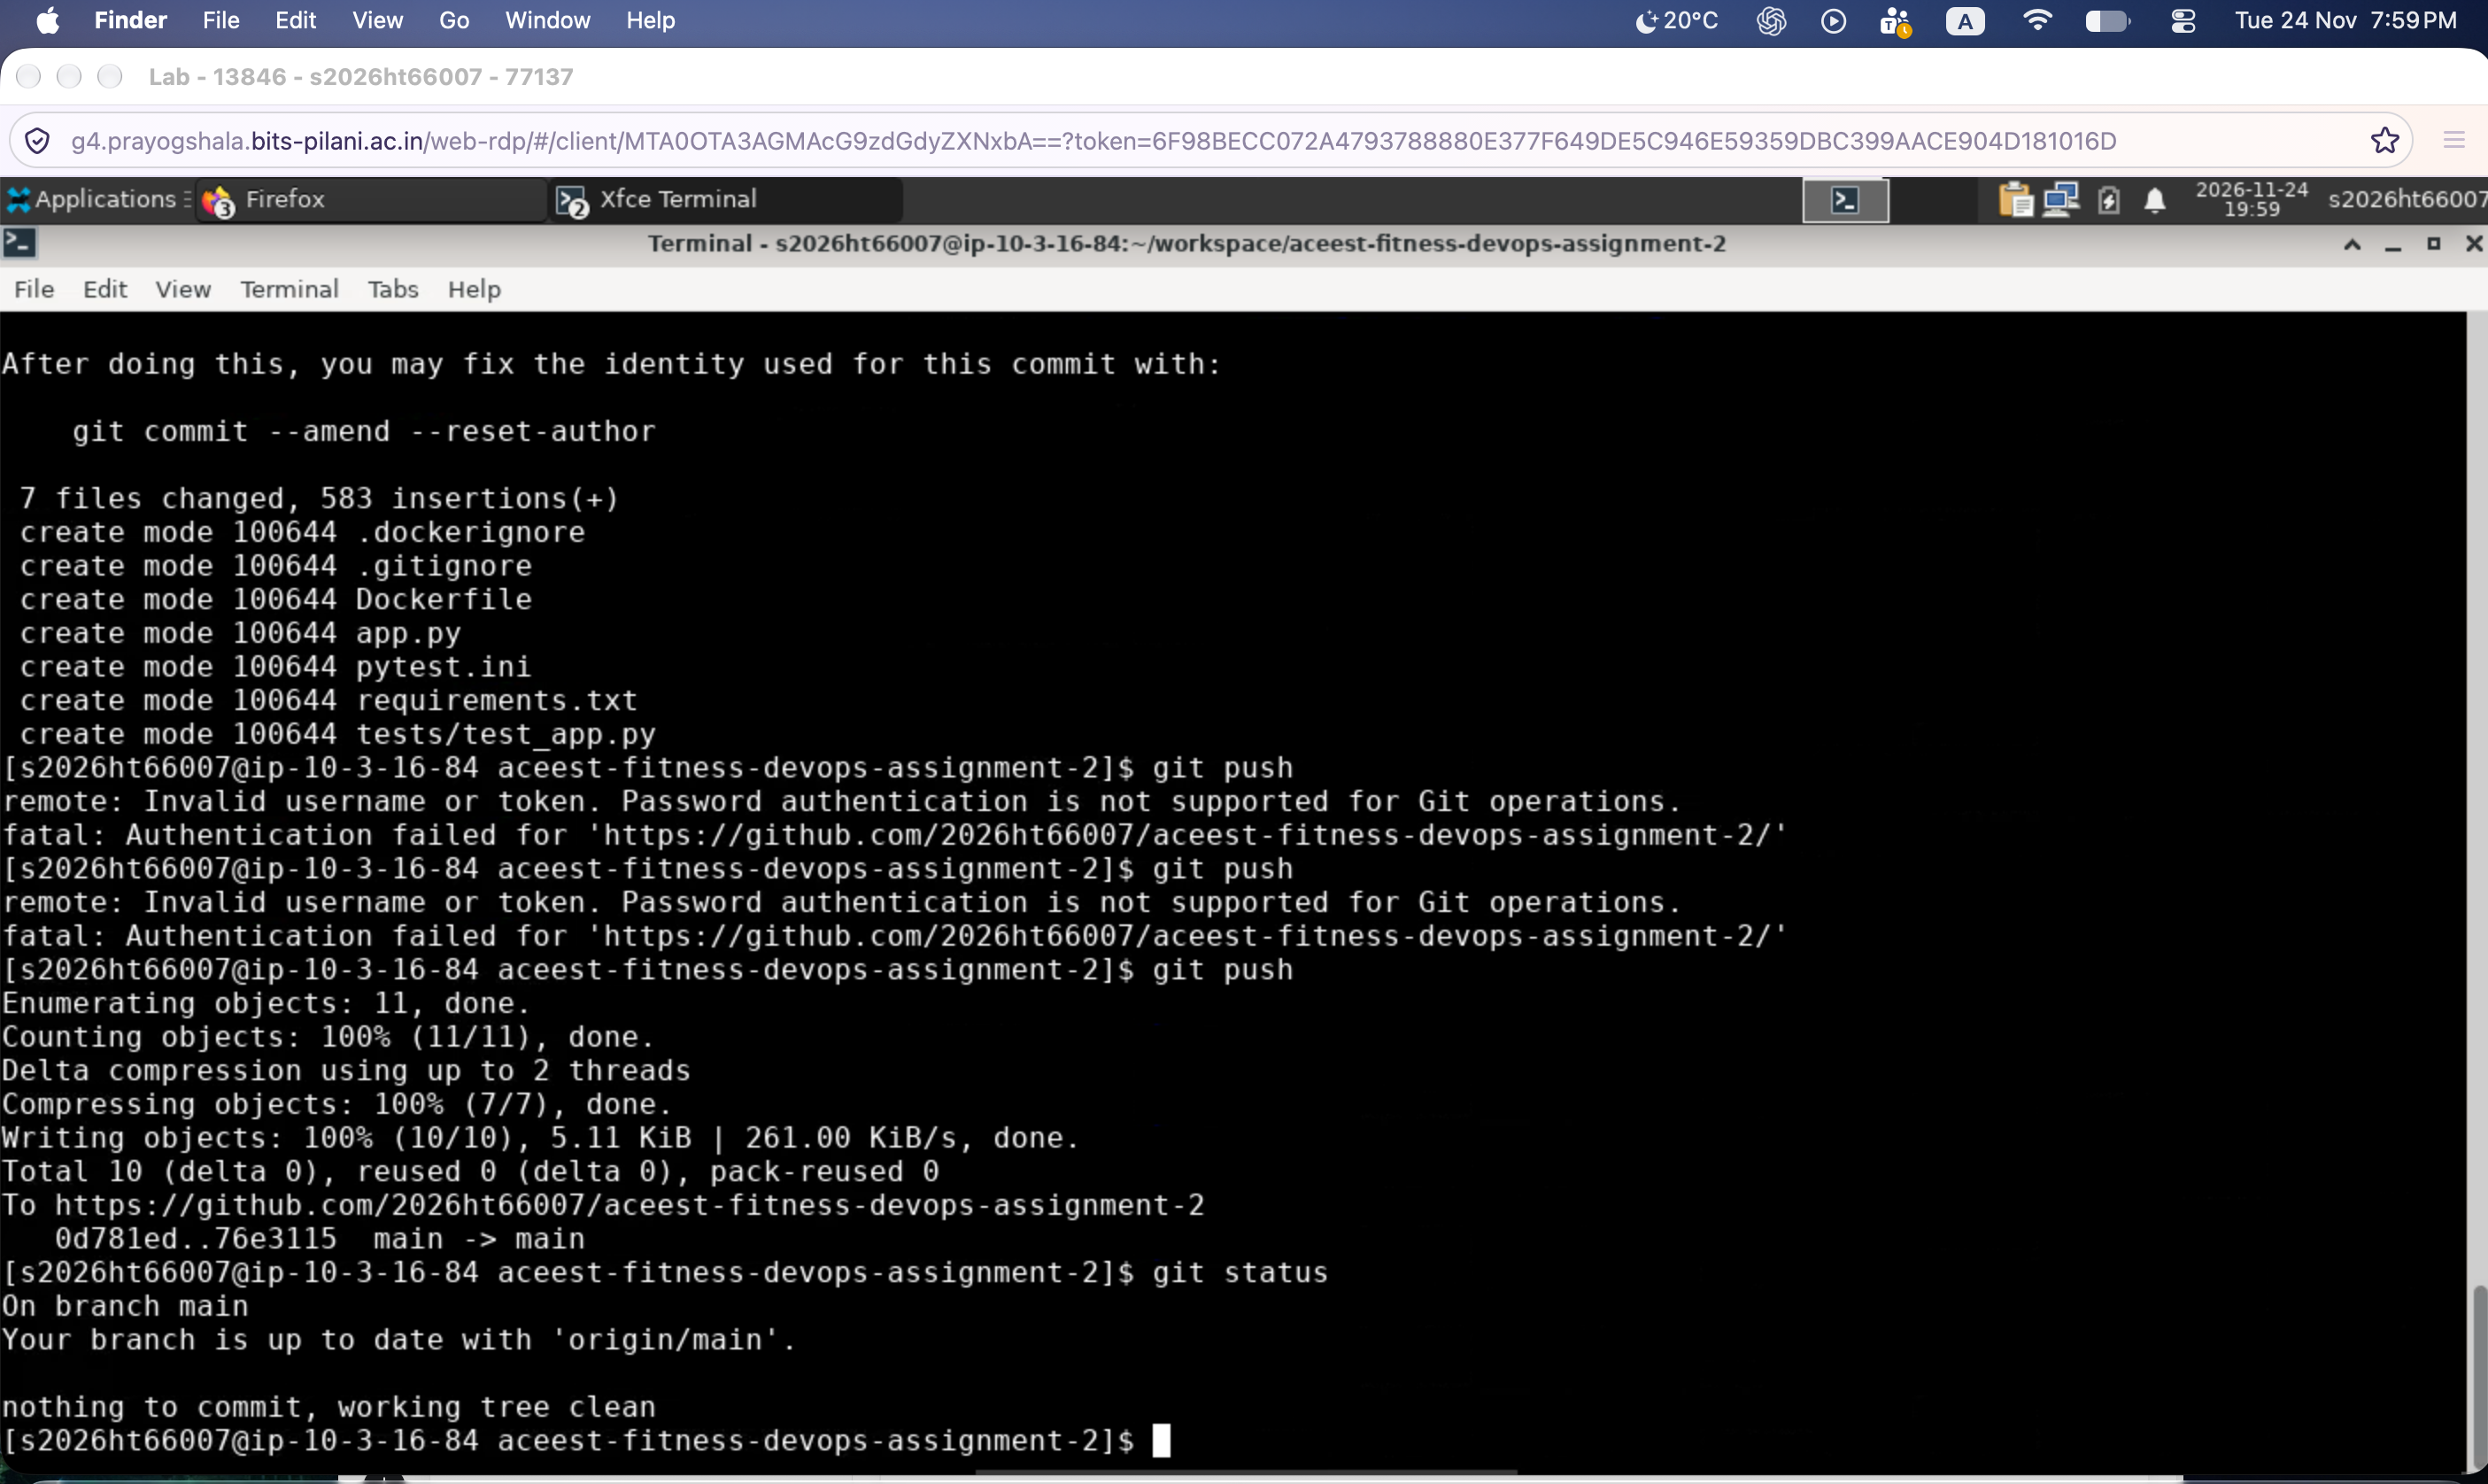 Finder File Edit View Go Window Help 20°C A Tue 24 Nov 7:59 PM
Lab - 13846 - s2026ht66007 - 77137
g4.prayogshala.bits-pilani.ac.in/web-rdp/#/client/MTA0OTA3AGMAcG9zdGdyZXNxbA==?token=6F98BECC072A4793788880E377F649DE5C946E59359DBC399AACE904D181016D
Applications 3 Firefox 2 Xfce Terminal 2026-11-24 19:59 s2026ht66007
Terminal - s2026ht66007@ip-10-3-16-84:~/workspace/aceest-fitness-devops-assignment-2
File Edit View Terminal Tabs Help
After doing this, you may fix the identity used for this commit with:
git commit --amend --reset-author
7 files changed, 583 insertions(+)
create mode 100644 .dockerignore
create mode 100644 .gitignore
create mode 100644 Dockerfile
create mode 100644 app.py
create mode 100644 pytest.ini
create mode 100644 requirements.txt
create mode 100644 tests/test_app.py
[s2026ht66007@ip-10-3-16-84 aceest-fitness-devops-assignment-2]$ git push
remote: Invalid username or token. Password authentication is not supported for Git operations.
fatal: Authentication failed for 'https://github.com/2026ht66007/aceest-fitness-devops-assignment-2/'
[s2026ht66007@ip-10-3-16-84 aceest-fitness-devops-assignment-2]$ git push
remote: Invalid username or token. Password authentication is not supported for Git operations.
fatal: Authentication failed for 'https://github.com/2026ht66007/aceest-fitness-devops-assignment-2/'
[s2026ht66007@ip-10-3-16-84 aceest-fitness-devops-assignment-2]$ git push
Enumerating objects: 11, done.
Counting objects: 100% (11/11), done.
Delta compression using up to 2 threads
Compressing objects: 100% (7/7), done.
Writing objects: 100% (10/10), 5.11 KiB | 261.00 KiB/s, done.
Total 10 (delta 0), reused 0 (delta 0), pack-reused 0
To https://github.com/2026ht66007/aceest-fitness-devops-assignment-2
0d781ed..76e3115 main -> main
[s2026ht66007@ip-10-3-16-84 aceest-fitness-devops-assignment-2]$ git status
On branch main
Your branch is up to date with 'origin/main'.
nothing to commit, working tree clean
[s2026ht66007@ip-10-3-16-84 aceest-fitness-devops-assignment-2]$